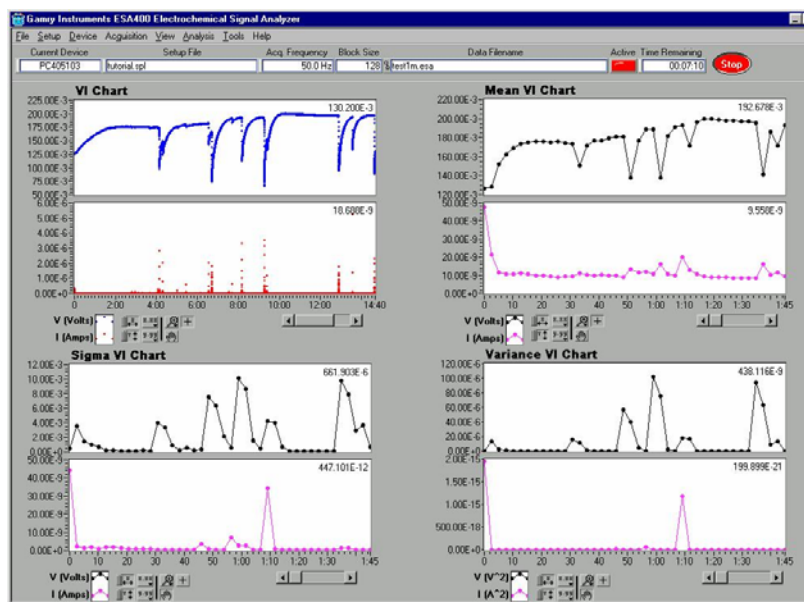 Gamry Instruments ESA400 Electrochemical Signal Analyzer
File Setup Device Acquisition View Analysis Tools Help
Current Device Setup File Acq. Frequency Block Size Data Filename Active Time Remaining
PC405103 tutorial.spl 50.0 Hz 128 test1m.esa 00:07:10 Stop
VI Chart
225.00E-3
200.00E-3
175.00E-3
150.00E-3
125.00E-3
100.00E-3
75.00E-3
50.00E-3
130.200E-3
6.00E-6
5.00E-6
4.00E-6
3.00E-6
2.00E-6
1.00E-6
0.00E+0
18.688E-9
0 2:00 4:00 6:00 8:00 10:00 12:00 14:40
V (Volts)
I (Amps)
Mean VI Chart
220.00E-3
200.00E-3
180.00E-3
160.00E-3
140.00E-3
120.00E-3
192.678E-3
50.00E-9
40.00E-9
30.00E-9
20.00E-9
10.00E-9
0.00E+0
9.558E-9
0 10 20 30 40 50 1:00 1:10 1:20 1:30 1:45
V (Volts)
I (Amps)
Sigma VI Chart
12.00E-3
10.00E-3
8.00E-3
6.00E-3
4.00E-3
2.00E-3
0.00E+0
661.903E-6
50.00E-9
40.00E-9
30.00E-9
20.00E-9
10.00E-9
0.00E+0
447.101E-12
0 10 20 30 40 50 1:00 1:10 1:20 1:30 1:45
V (Volts)
I (Amps)
Variance VI Chart
120.00E-6
100.00E-6
80.00E-6
60.00E-6
40.00E-6
20.00E-6
0.00E+0
438.116E-9
2.00E-15
1.50E-15
1.00E-15
500.00E-18
0.00E+0
199.899E-21
0 10 20 30 40 50 1:00 1:10 1:20 1:30 1:45
V (V^2)
I (A^2)